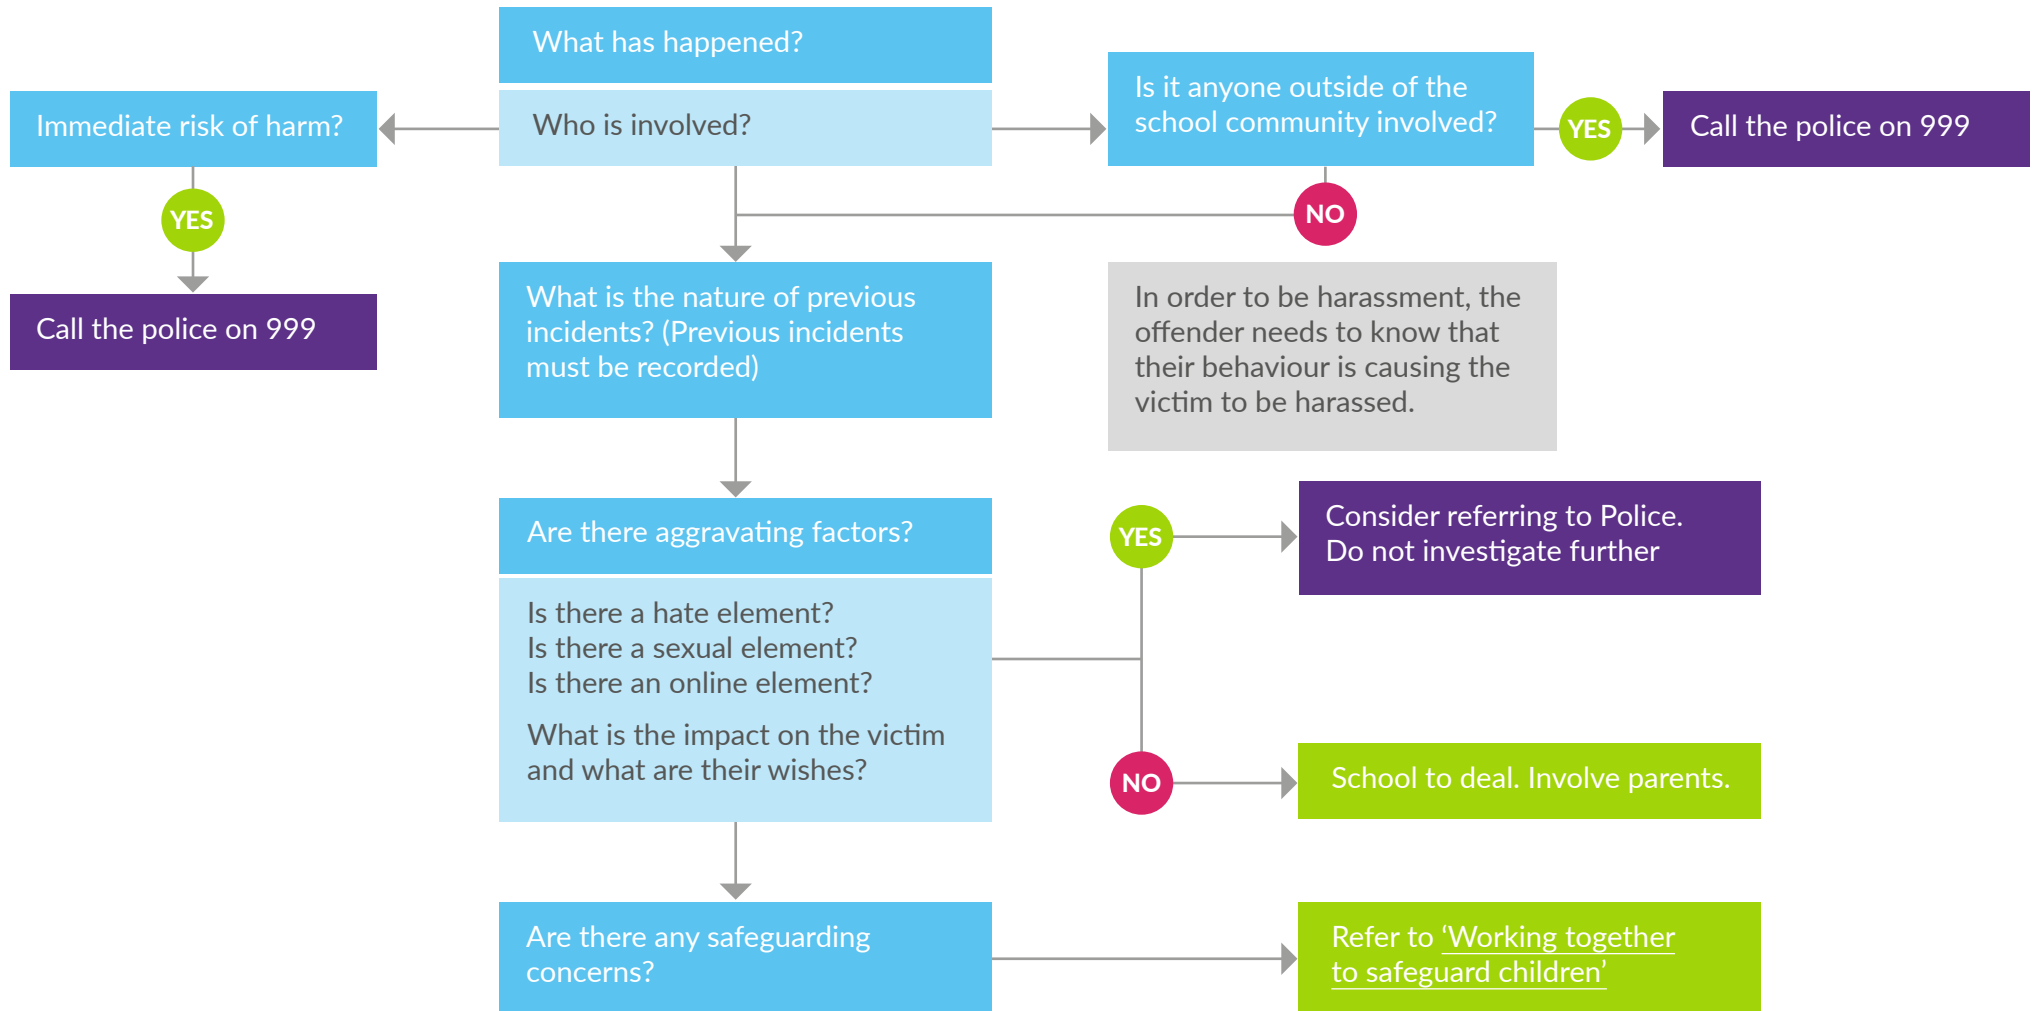 What has happened?
Who is involved?
Immediate risk of harm?
YES
Call the police on 999
Is it anyone outside of the
school community involved?
YES
Call the police on 999
NO
What is the nature of previous
incidents? (Previous incidents
must be recorded)
In order to be harassment, the
offender needs to know that
their behaviour is causing the
victim to be harassed.
Are there aggravating factors?
Is there a hate element?
Is there a sexual element?
Is there an online element?
What is the impact on the victim
and what are their wishes?
YES
Consider referring to Police.
Do not investigate further
NO
School to deal. Involve parents.
Are there any safeguarding
concerns?
Refer to ‘Working together
to safeguard children’